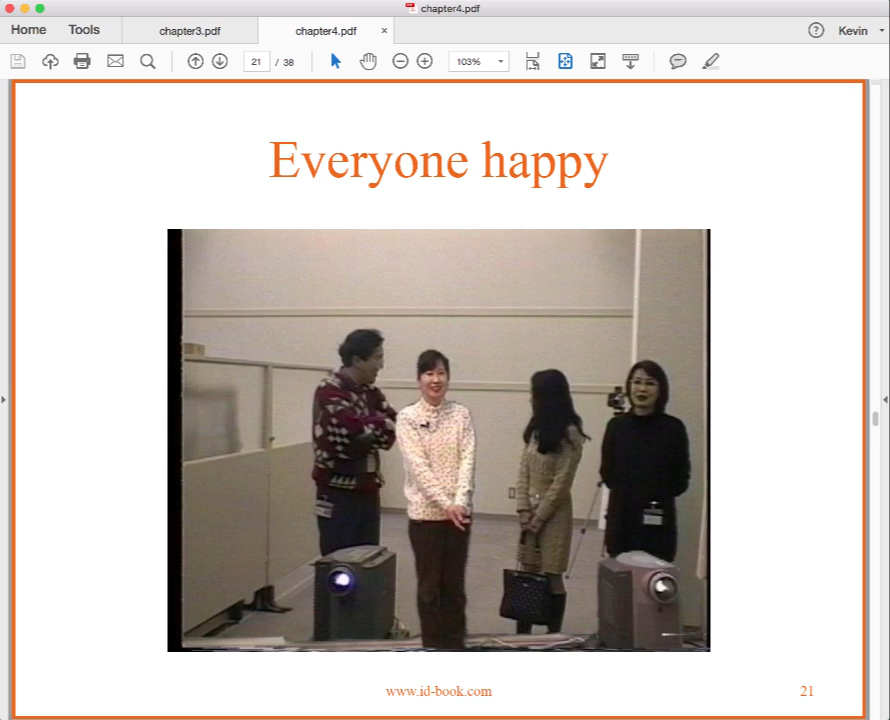 chapter4.pdf
Home Tools chapter3.pdf chapter4.pdf × ? Kevin
21 / 38 103%
Everyone happy
www.id-book.com 21